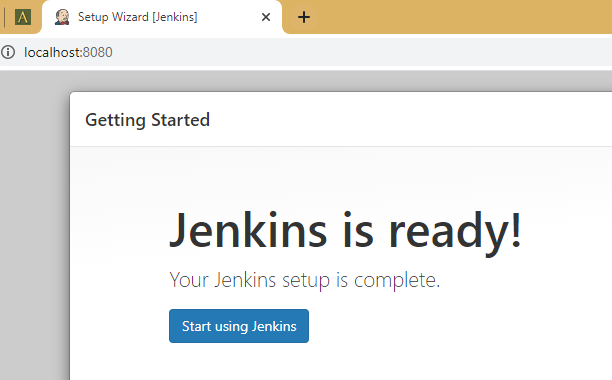 Setup Wizard [Jenkins]
localhost:8080
Getting Started
Jenkins is ready!
Your Jenkins setup is complete.
Start using Jenkins